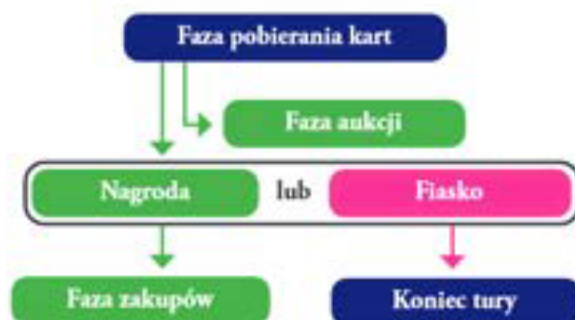 Faza pobierania kart
Faza aukcji
Nagroda lub Fiasko
Faza zakupów Koniec tury